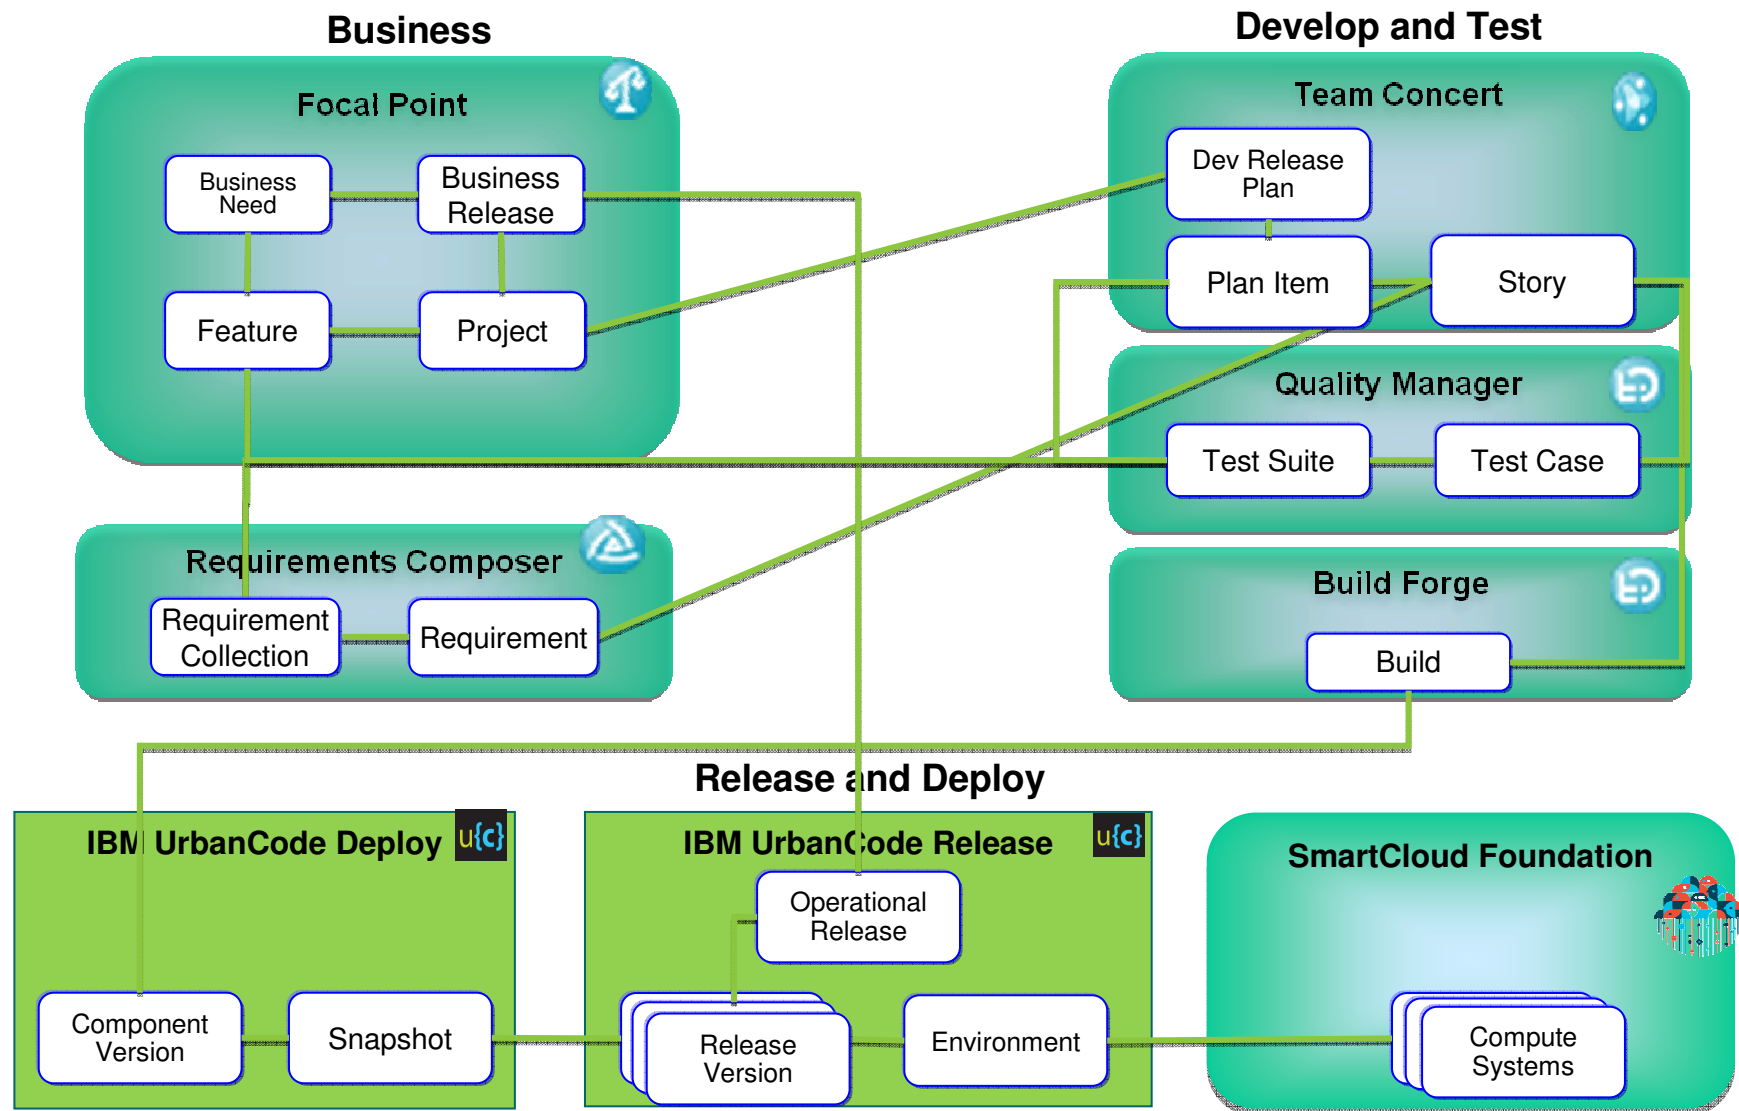 Business
Focal Point
Business
Need
Business
Release
Feature
Project
Requirements Composer
Requirement
Collection
Requirement
Develop and Test
Team Concert
Dev Release
Plan
Plan Item
Story
Quality Manager
Test Suite
Test Case
Build Forge
Build
Release and Deploy
IBM UrbanCode Deploy
u{c}
Component
Version
Snapshot
IBM UrbanCode Release
u{c}
Operational
Release
Release
Version
Environment
SmartCloud Foundation
Compute
Systems